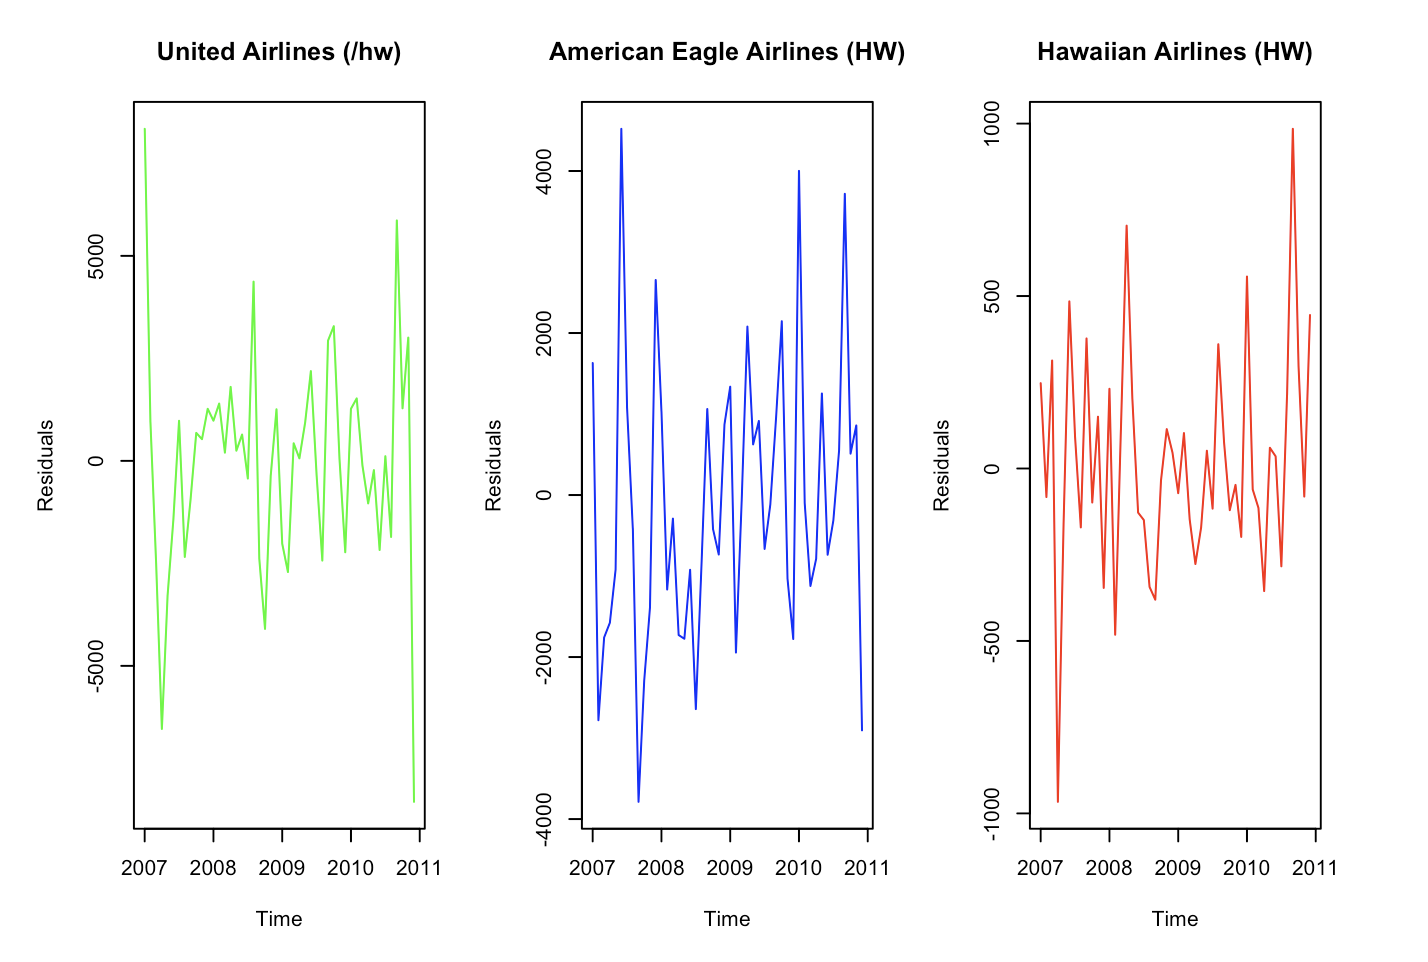 United Airlines (/hw)
American Eagle Airlines (HW)
Hawaiian Airlines (HW)
Residuals
5000
0
-5000
2007 2008 2009 2010 2011
Time
Residuals
4000
2000
0
-2000
-4000
2007 2008 2009 2010 2011
Time
Residuals
1000
500
0
-500
-1000
2007 2008 2009 2010 2011
Time